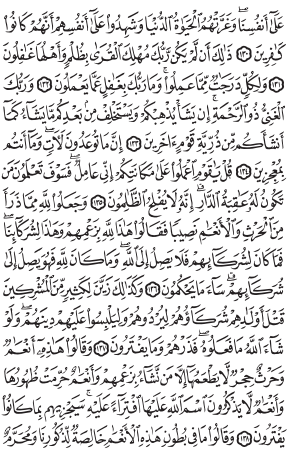 عَلَىٰٓ أَنفُسِنَا ۖ وَغَرَّتْهُمُ ٱلْحَيَوٰةُ ٱلدُّنْيَا وَشَهِدُوا۟ عَلَىٰٓ أَنفُسِهِمْ أَنَّهُمْ كَانُوا۟
كَٰفِرِينَ ١٣٠ ذَٰلِكَ أَن لَّمْ يَكُن رَّبُّكَ مُهْلِكَ ٱلْقُرَىٰ بِظُلْمٍ وَأَهْلُهَا غَٰفِلُونَ
١٣١ وَلِكُلٍّ دَرَجَٰتٌ مِّمَّا عَمِلُوا۟ ۚ وَمَا رَبُّكَ بِغَٰفِلٍ عَمَّا يَعْمَلُونَ ١٣٢ وَرَبُّكَ
ٱلْغَنِىُّ ذُو ٱلرَّحْمَةِ ۚ إِن يَشَأْ يُذْهِبْكُمْ وَيَسْتَخْلِفْ مِنۢ بَعْدِكُم مَّا يَشَآءُ كَمَآ
أَنشَأَكُم مِّن ذُرِّيَّةِ قَوْمٍ ءَاخَرِينَ ١٣٣ إِنَّ مَا تُوعَدُونَ لَءَاتٍ ۖ وَمَآ أَنتُم
بِمُعْجِزِينَ ١٣٤ قُلْ يَٰقَوْمِ ٱعْمَلُوا۟ عَلَىٰ مَكَانَتِكُمْ إِنِّى عَامِلٌ ۖ فَسَوْفَ تَعْلَمُونَ مَن
تَكُونُ لَهُۥ عَٰقِبَةُ ٱلدَّارِ ۗ إِنَّهُۥ لَا يُفْلِحُ ٱلظَّٰلِمُونَ ١٣٥ وَجَعَلُوا۟ لِلَّهِ مِمَّا ذَرَأَ
مِنَ ٱلْحَرْثِ وَٱلْأَنْعَٰمِ نَصِيبًا فَقَالُوا۟ هَٰذَا لِلَّهِ بِزَعْمِهِمْ وَهَٰذَا لِشُرَكَآئِنَا ۖ
فَمَا كَانَ لِشُرَكَآئِهِمْ فَلَا يَصِلُ إِلَى ٱللَّهِ ۖ وَمَا كَانَ لِلَّهِ فَهُوَ يَصِلُ إِلَىٰ
شُرَكَآئِهِمْ ۗ سَآءَ مَا يَحْكُمُونَ ١٣٦ وَكَذَٰلِكَ زَيَّنَ لِكَثِيرٍ مِّنَ ٱلْمُشْرِكِينَ
قَتْلَ أَوْلَٰدِهِمْ شُرَكَآؤُهُمْ لِيُرْدُوهُمْ وَلِيَلْبِسُوا۟ عَلَيْهِمْ دِينَهُمْ ۖ وَلَوْ
شَآءَ ٱللَّهُ مَا فَعَلُوهُ ۖ فَذَرْهُمْ وَمَا يَفْتَرُونَ ١٣٧ وَقَالُوا۟ هَٰذِهِۦٓ أَنْعَٰمٌ
وَحَرْثٌ حِجْرٌ لَّا يَطْعَمُهَآ إِلَّا مَن نَّشَآءُ بِزَعْمِهِمْ وَأَنْعَٰمٌ حُرِّمَتْ ظُهُورُهَا
وَأَنْعَٰمٌ لَّا يَذْكُرُونَ ٱسْمَ ٱللَّهِ عَلَيْهَا ٱفْتِرَآءً عَلَيْهِ ۚ سَيَجْزِيهِم بِمَا كَانُوا۟
يَفْتَرُونَ ١٣٨ وَقَالُوا۟ مَا فِى بُطُونِ هَٰذِهِ ٱلْأَنْعَٰمِ خَالِصَةٌ لِّذُكُورِنَا وَمُحَرَّمٌ